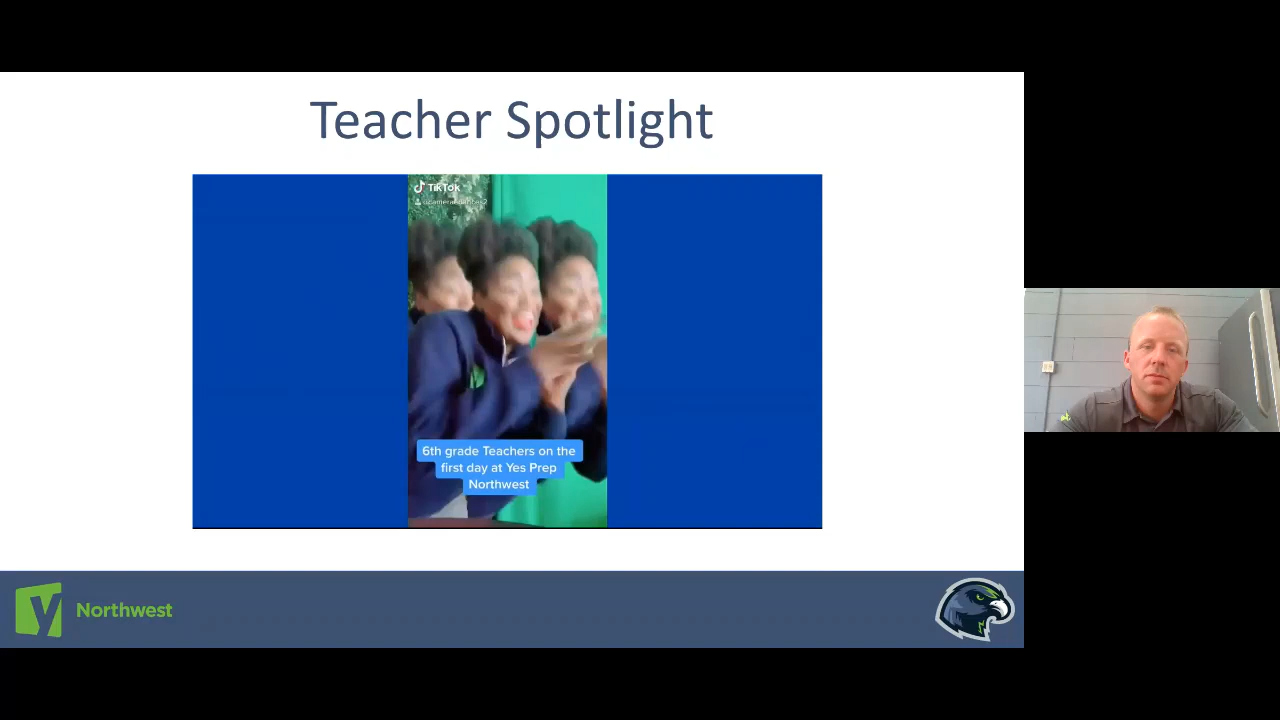 Teacher Spotlight
TikTok
6th grade Teachers on the
first day at Yes Prep
Northwest
Y Northwest